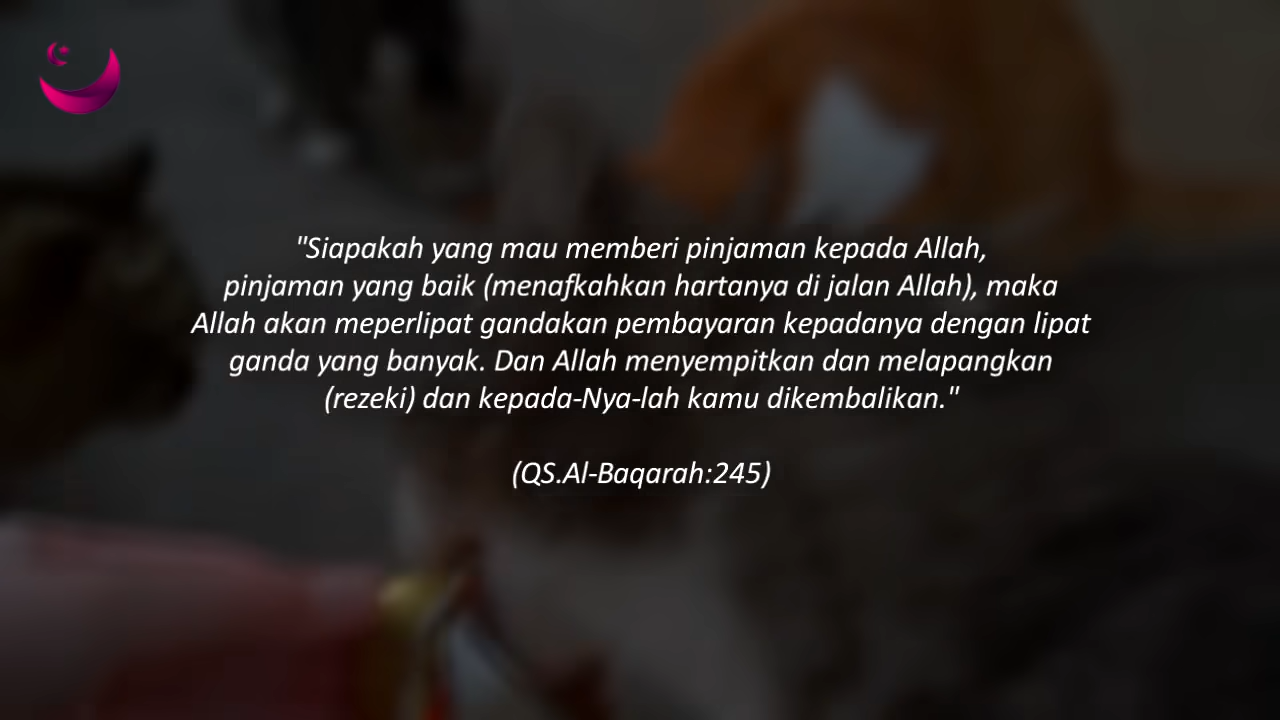 "Siapakah yang mau memberi pinjaman kepada Allah,
pinjaman yang baik (menafkahkan hartanya di jalan Allah), maka
Allah akan meperlipat gandakan pembayaran kepadanya dengan lipat
ganda yang banyak. Dan Allah menyempitkan dan melapangkan
(rezeki) dan kepada-Nya-lah kamu dikembalikan."
(QS.Al-Baqarah:245)